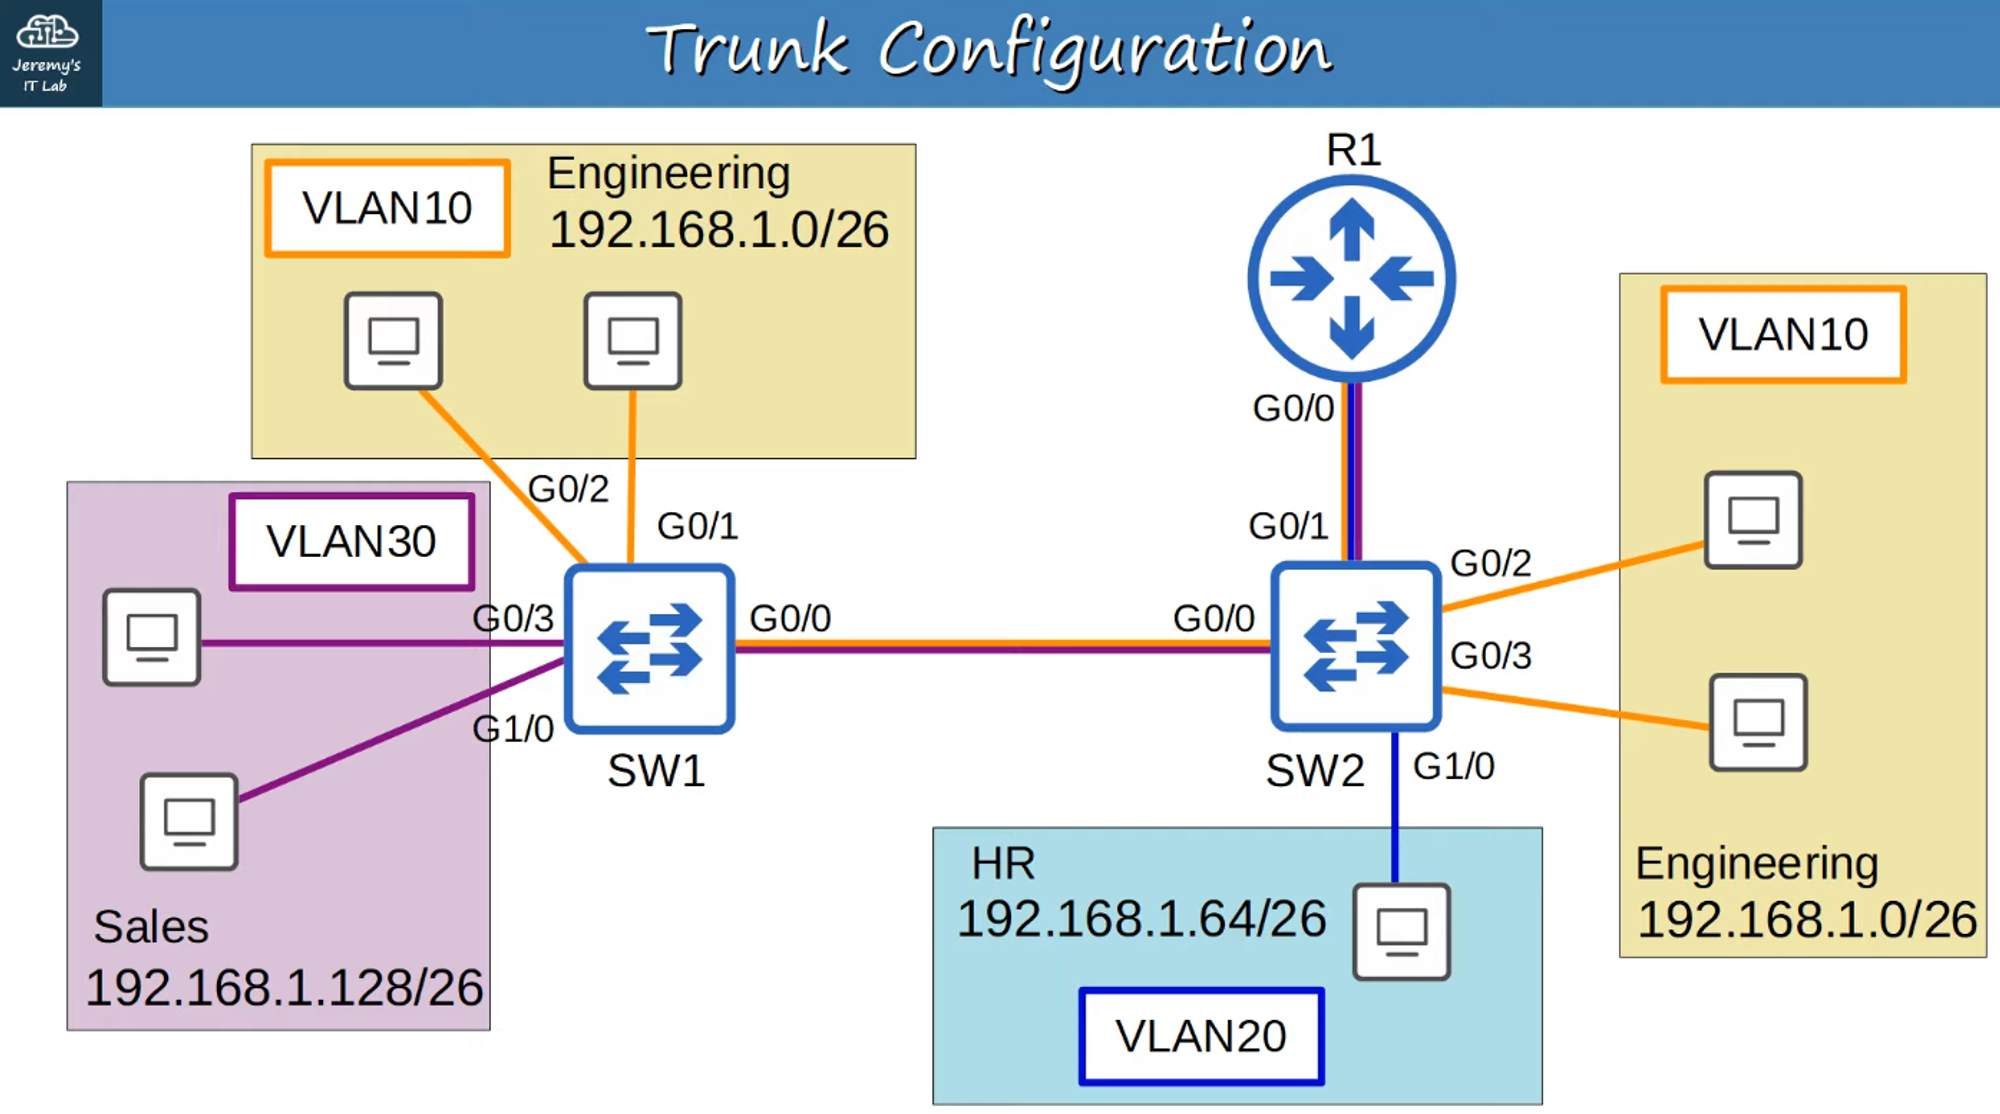 Jeremy's
IT Lab
Trunk Configuration
VLAN10
Engineering
192.168.1.0/26
R1
VLAN10
G0/0
G0/2
G0/1
G0/1
VLAN30
G0/2
G0/3
G0/0
G0/0
G0/3
G1/0
SW1
SW2
G1/0
HR
192.168.1.64/26
Engineering
192.168.1.0/26
Sales
192.168.1.128/26
VLAN20